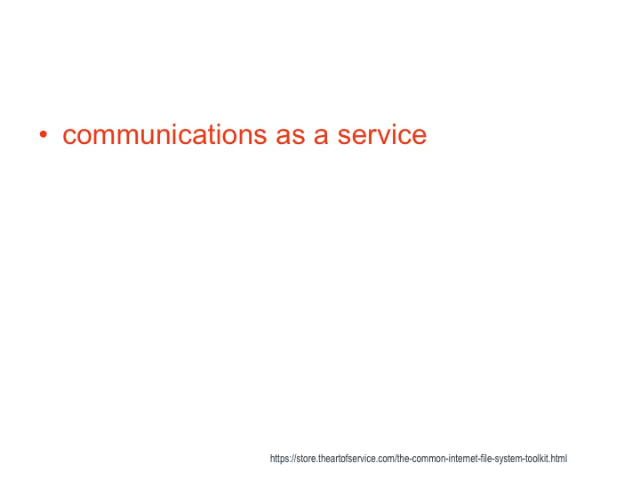 • communications as a service
https://store.theartofservice.com/the-common-internet-file-system-toolkit.html